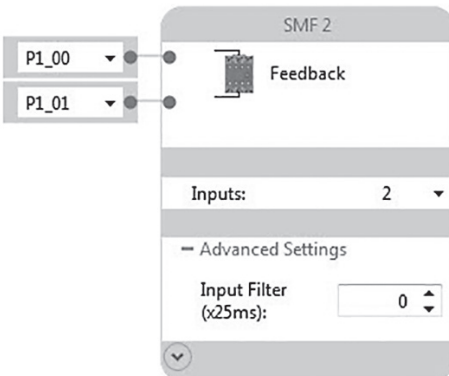 SMF 2
P1_00
Feedback
P1_01
Inputs: 2
Advanced Settings
Input Filter
(x25ms): 0